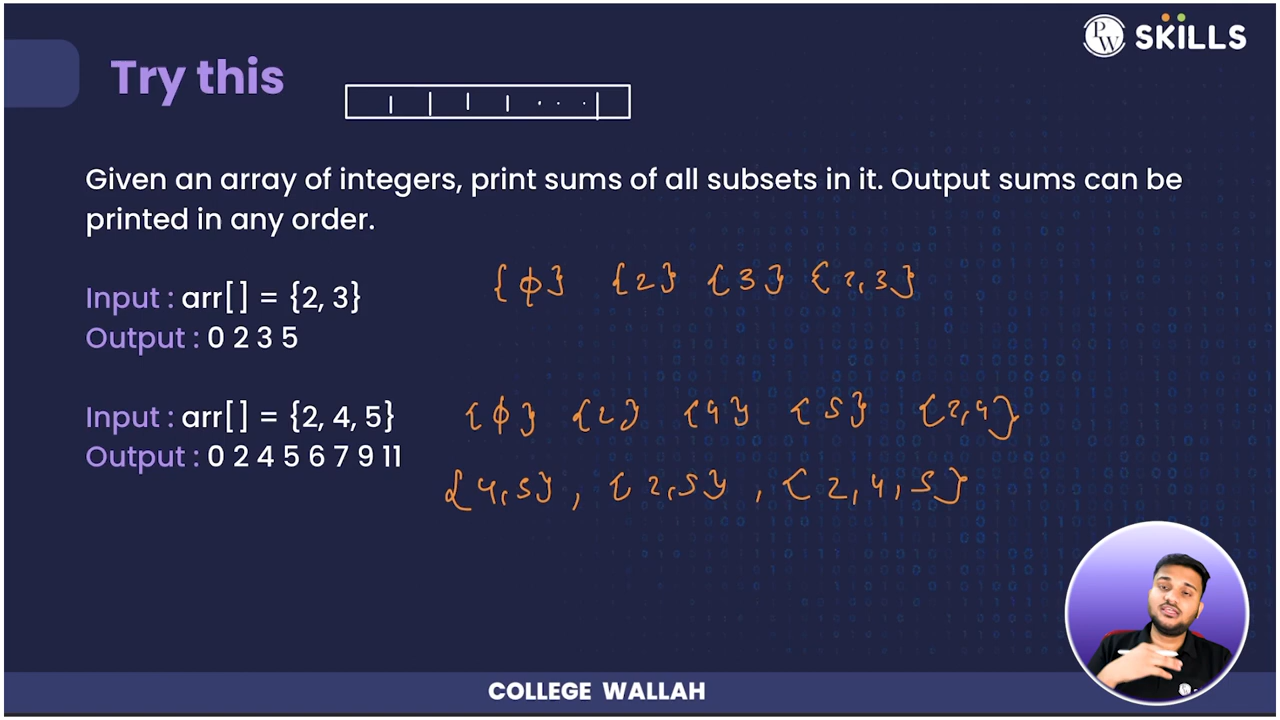 PW SKILLS
Try this
Given an array of integers, print sums of all subsets in it. Output sums can be
printed in any order.
{ϕ} {2} {3} {2,3}
Input : arr[] = {2, 3}
Output : 0 2 3 5
Input : arr[] = {2, 4, 5}
Output : 0 2 4 5 6 7 9 11
{ϕ} {2} {4} {5} {2,4}
{4,5} , {2,5} , {2,4,5}
COLLEGE WALLAH